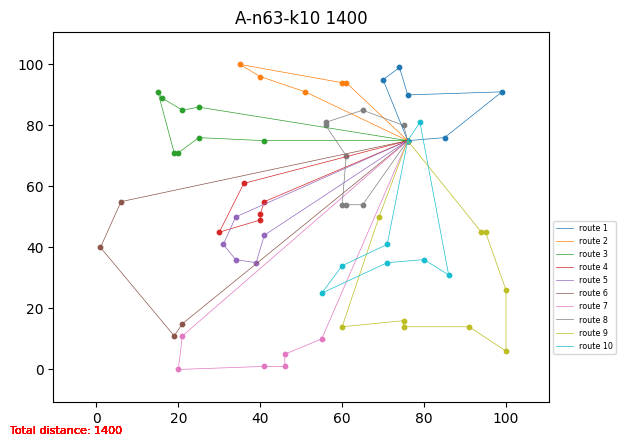 A-n63-k10 1400
100
80
60
40
20
0
0
20
40
60
80
100
route 1
route 2
route 3
route 4
route 5
route 6
route 7
route 8
route 9
route 10
Total distance: 1400